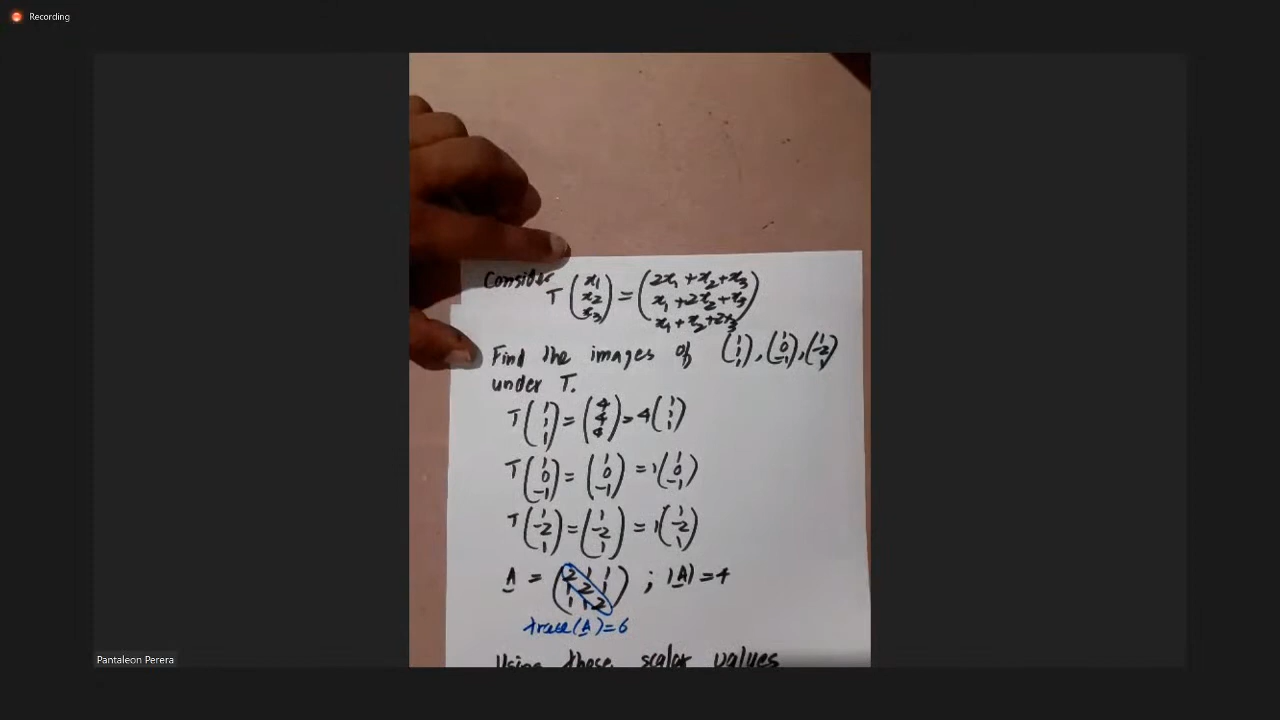 Recording
Consider
T (x1 x2 x3) = (2x1 + x2 + x3
x1 + 2x2 + x3
x1 + x2 + 2x3)
Find the images of (1 1 1), (1 0 -1), (1 -2 1)
under T.
T (1 1 1) = (4 4 4) = 4 (1 1 1)
T (1 0 -1) = (1 0 -1) = 1 (1 0 -1)
T (1 -2 1) = (1 -2 1) = 1 (1 -2 1)
A = (2 1 1
1 2 1
1 1 2) ; |A| = 4
trace(A) = 6
Using these scalar values
Pantaleon Perera